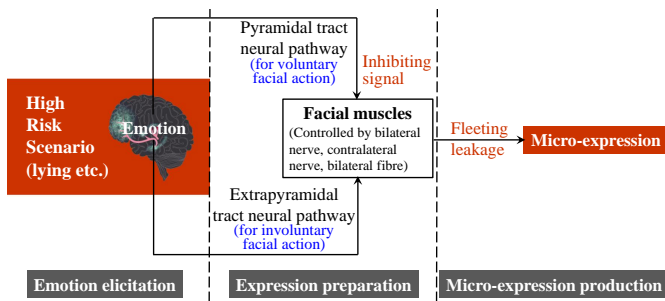 Pyramidal tract
neural pathway
(for voluntary
facial action)
Inhibiting
signal
High
Risk
Scenario
(lying etc.)
Emotion
Facial muscles
(Controlled by bilateral
nerve, contralateral
nerve, bilateral fibre)
Fleeting
leakage
Micro-expression
Extrapyramidal
tract neural pathway
(for involuntary
facial action)
Emotion elicitation
Expression preparation
Micro-expression production